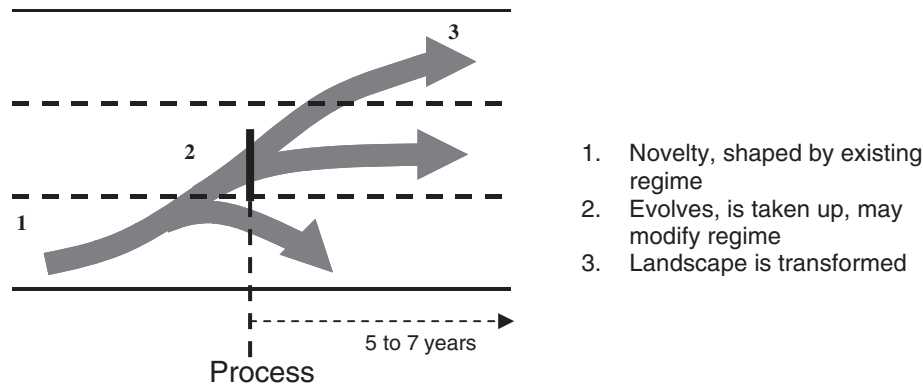 3
2
1
1. Novelty, shaped by existing
regime
2. Evolves, is taken up, may
modify regime
3. Landscape is transformed
5 to 7 years
Process